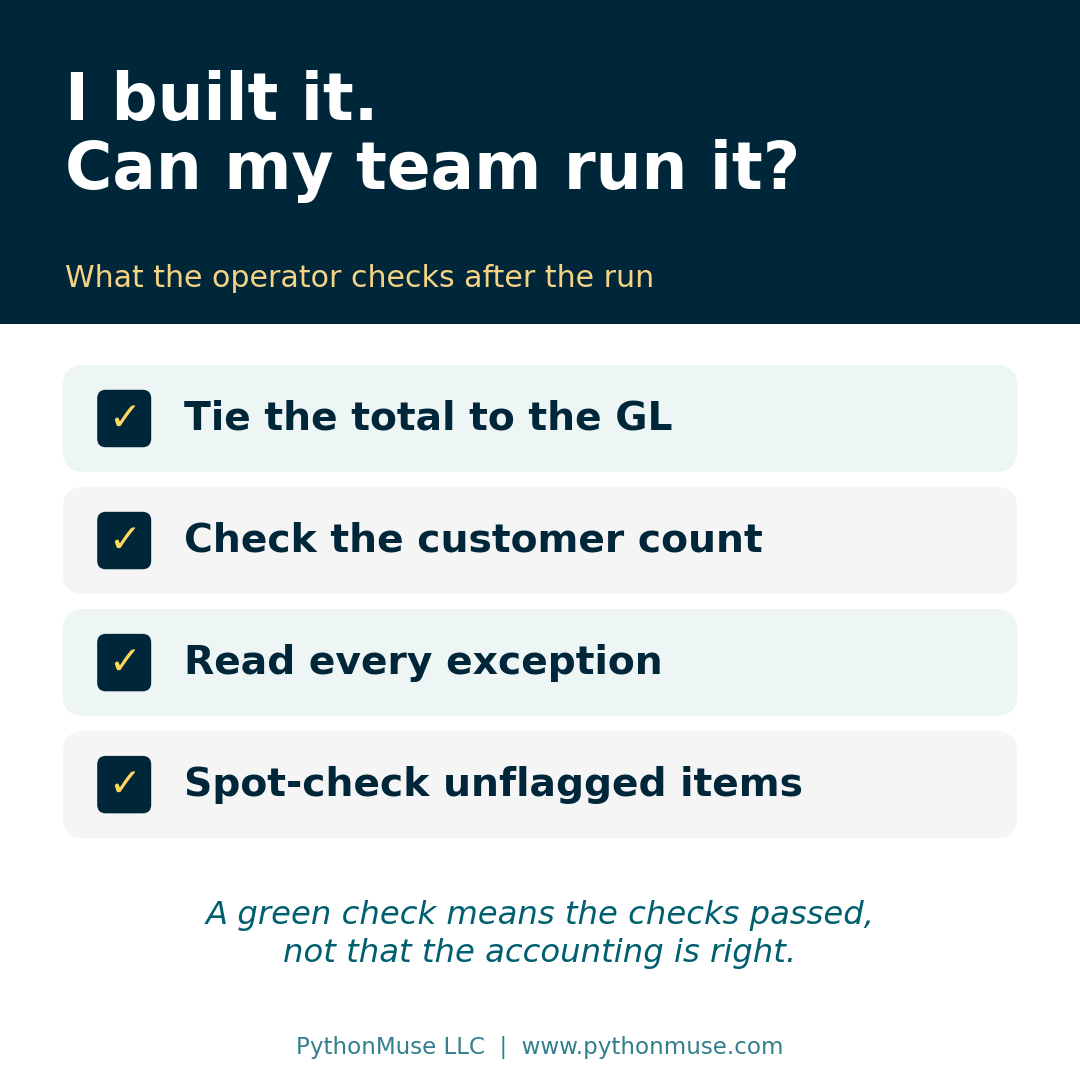 I built it.
Can my team run it?
What the operator checks after the run
✓ Tie the total to the GL
✓ Check the customer count
✓ Read every exception
✓ Spot-check unflagged items
A green check means the checks passed,
not that the accounting is right.
PythonMuse LLC | www.pythonmuse.com